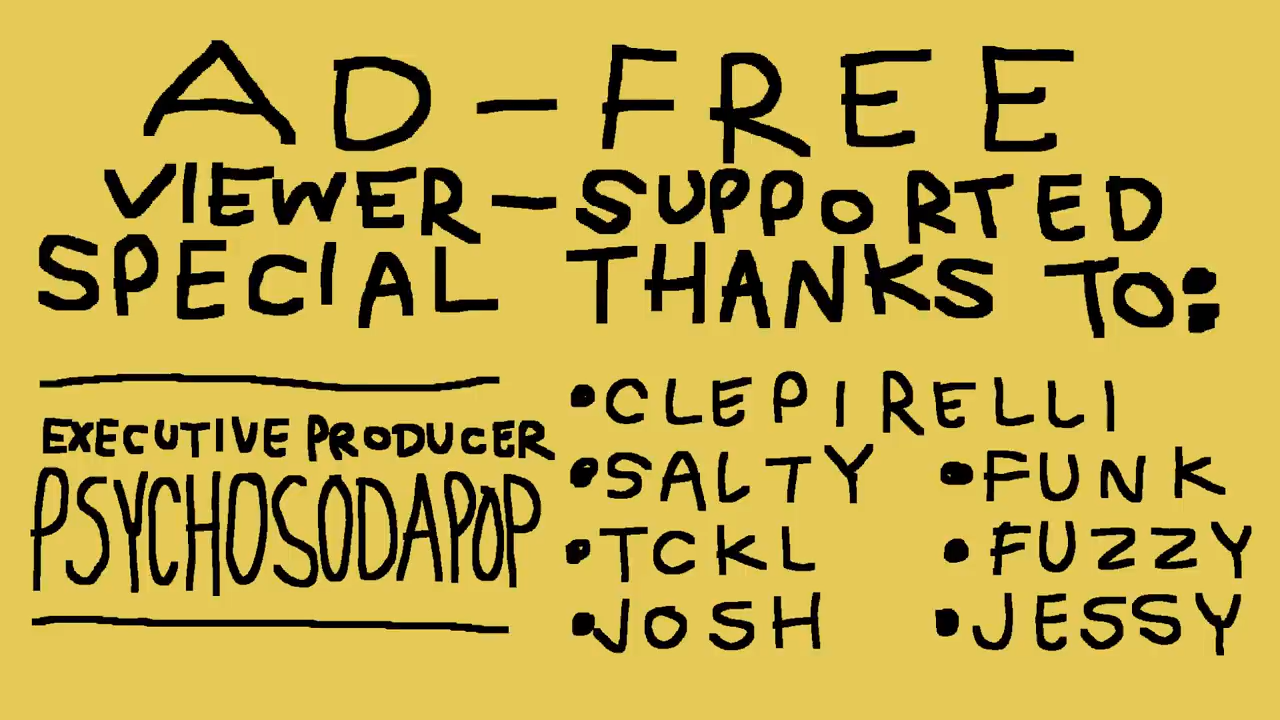 AD-FREE
VIEWER-SUPPORTED
SPECIAL THANKS TO:
EXECUTIVE PRODUCER
PSYCHOSODAPOP
•CLEPIRELLI
•SALTY
•TCKL
•JOSH
•FUNK
•FUZZY
•JESSY